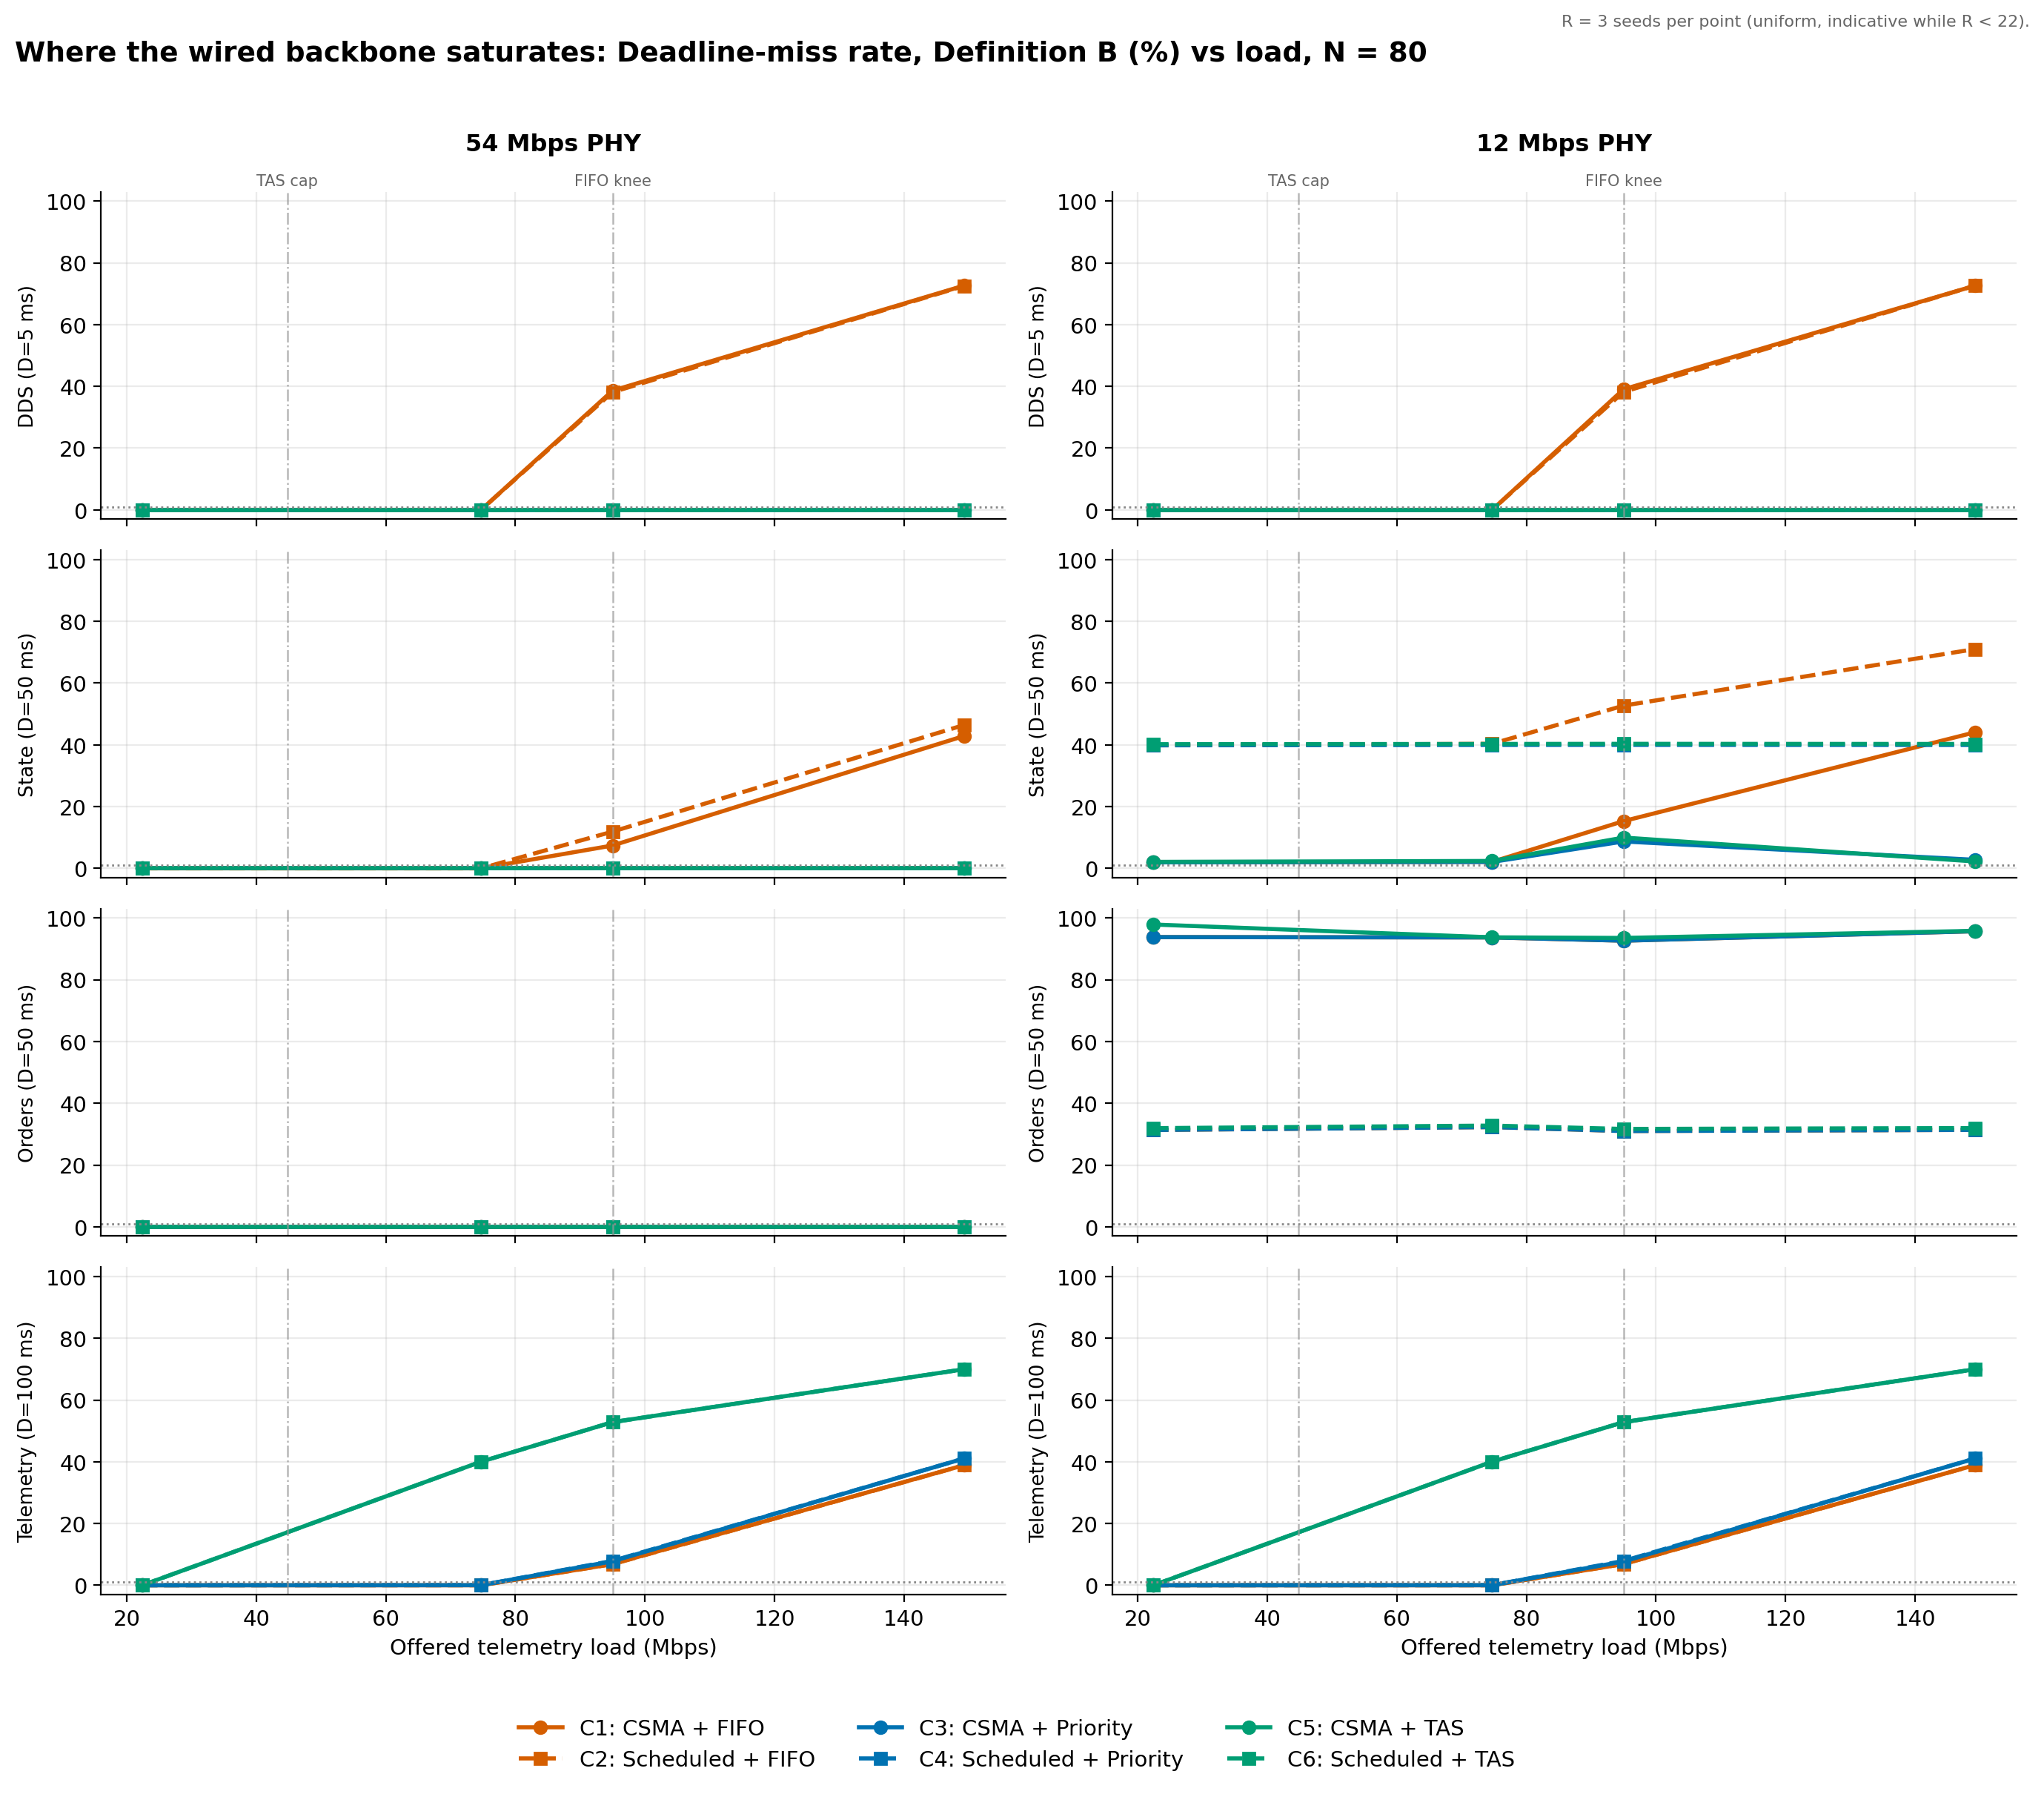 R = 3 seeds per point (uniform, indicative while R < 22).
Where the wired backbone saturates: Deadline-miss rate, Definition B (%) vs load, N = 80
54 Mbps PHY
12 Mbps PHY
TAS cap
FIFO knee
TAS cap
FIFO knee
DDS (D=5 ms)
100
80
60
40
20
0
DDS (D=5 ms)
100
80
60
40
20
0
State (D=50 ms)
100
80
60
40
20
0
State (D=50 ms)
100
80
60
40
20
0
Orders (D=50 ms)
100
80
60
40
20
0
Orders (D=50 ms)
100
80
60
40
20
0
Telemetry (D=100 ms)
100
80
60
40
20
0
20 40 60 80 100 120 140
Offered telemetry load (Mbps)
Telemetry (D=100 ms)
100
80
60
40
20
0
20 40 60 80 100 120 140
Offered telemetry load (Mbps)
C1: CSMA + FIFO
C2: Scheduled + FIFO
C3: CSMA + Priority
C4: Scheduled + Priority
C5: CSMA + TAS
C6: Scheduled + TAS